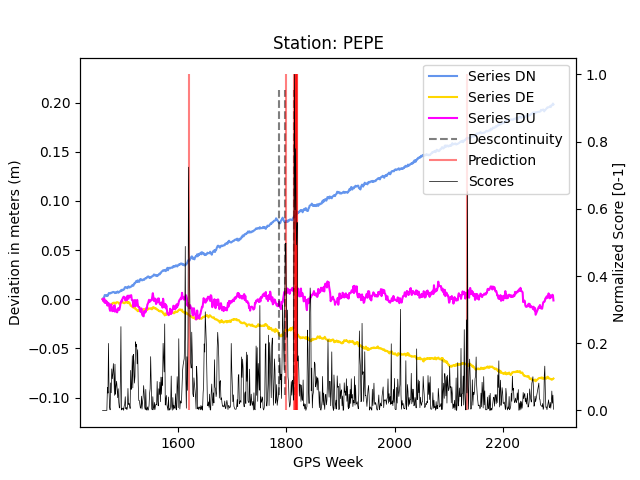 Station: PEPE
Series DN
Series DE
Series DU
Descontinuity
Prediction
Scores
Deviation in meters (m)
0.20
0.15
0.10
0.05
0.00
−0.05
−0.10
1.0
0.8
0.6
0.4
0.2
0.0
Normalized Score [0-1]
1600 1800 2000 2200
GPS Week